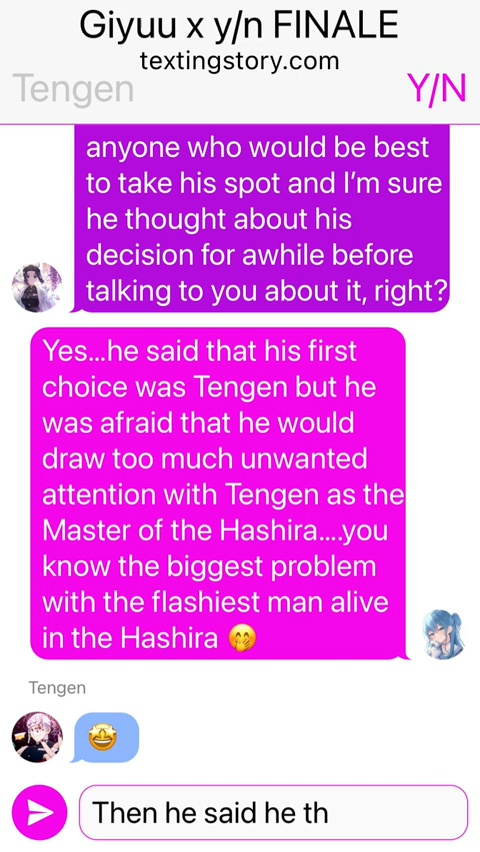 Giyuu x y/n FINALE
textingstory.com
Tengen Y/N
anyone who would be best
to take his spot and I’m sure
he thought about his
decision for awhile before
talking to you about it, right?
Yes...he said that his first
choice was Tengen but he
was afraid that he would
draw too much unwanted
attention with Tengen as the
Master of the Hashira....you
know the biggest problem
with the flashiest man alive
in the Hashira 🤭
Tengen
🤩
Then he said he th